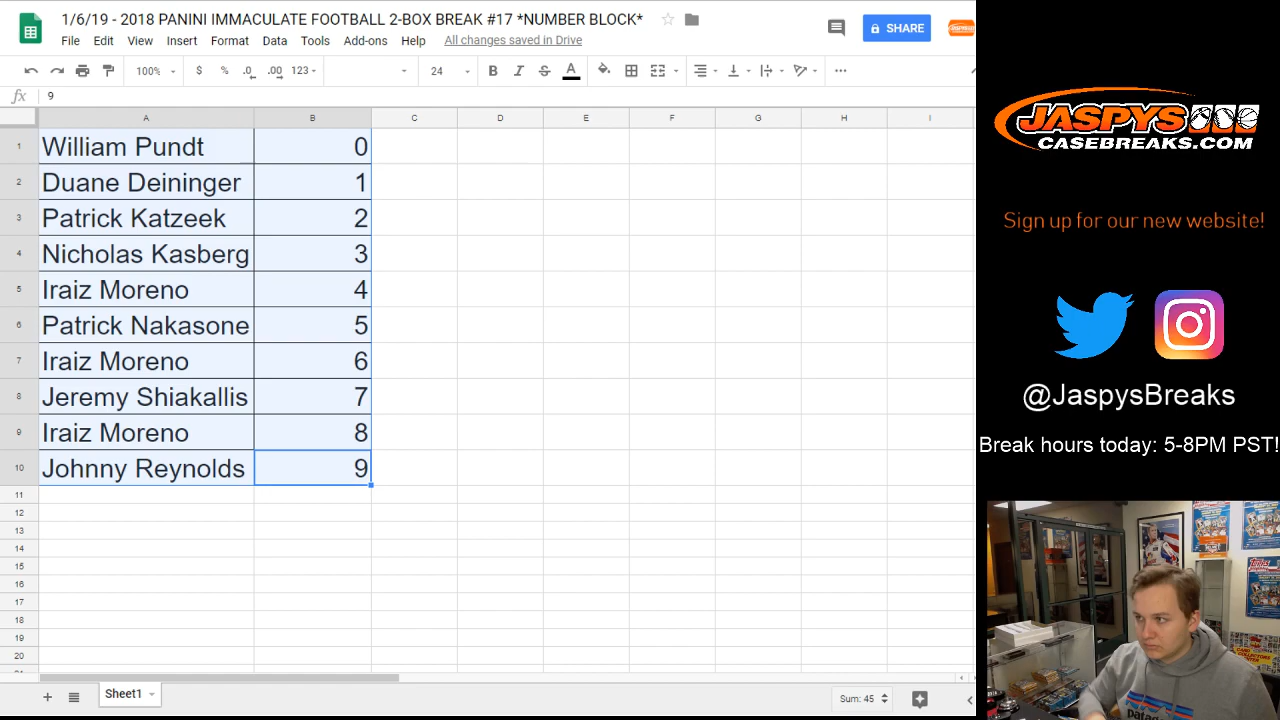 1/6/19 - 2018 PANINI IMMACULATE FOOTBALL 2-BOX BREAK #17 *NUMBER BLOCK*
File Edit View Insert Format Data Tools Add-ons Help All changes saved in Drive
SHARE
100% $ % .0 .00 123 24 B I S A
fx 9
A B C D E F G H I
1 William Pundt 0
2 Duane Deininger 1
3 Patrick Katzeek 2
4 Nicholas Kasberg 3
5 Iraiz Moreno 4
6 Patrick Nakasone 5
7 Iraiz Moreno 6
8 Jeremy Shiakallis 7
9 Iraiz Moreno 8
10 Johnny Reynolds 9
11
12
13
14
15
16
17
18
19
20
Sheet1
Sum: 45
JASPYS
CASEBREAKS.COM
Sign up for our new website!
@JaspysBreaks
Break hours today: 5-8PM PST!